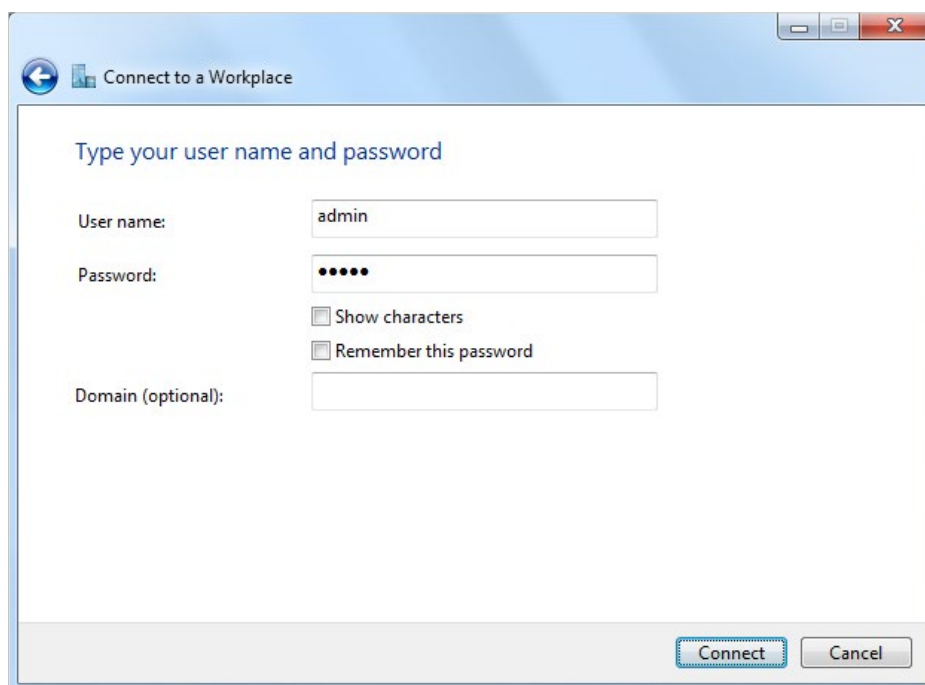 Connect to a Workplace
Type your user name and password
User name: admin
Password: •••••
Show characters
Remember this password
Domain (optional):
Connect Cancel